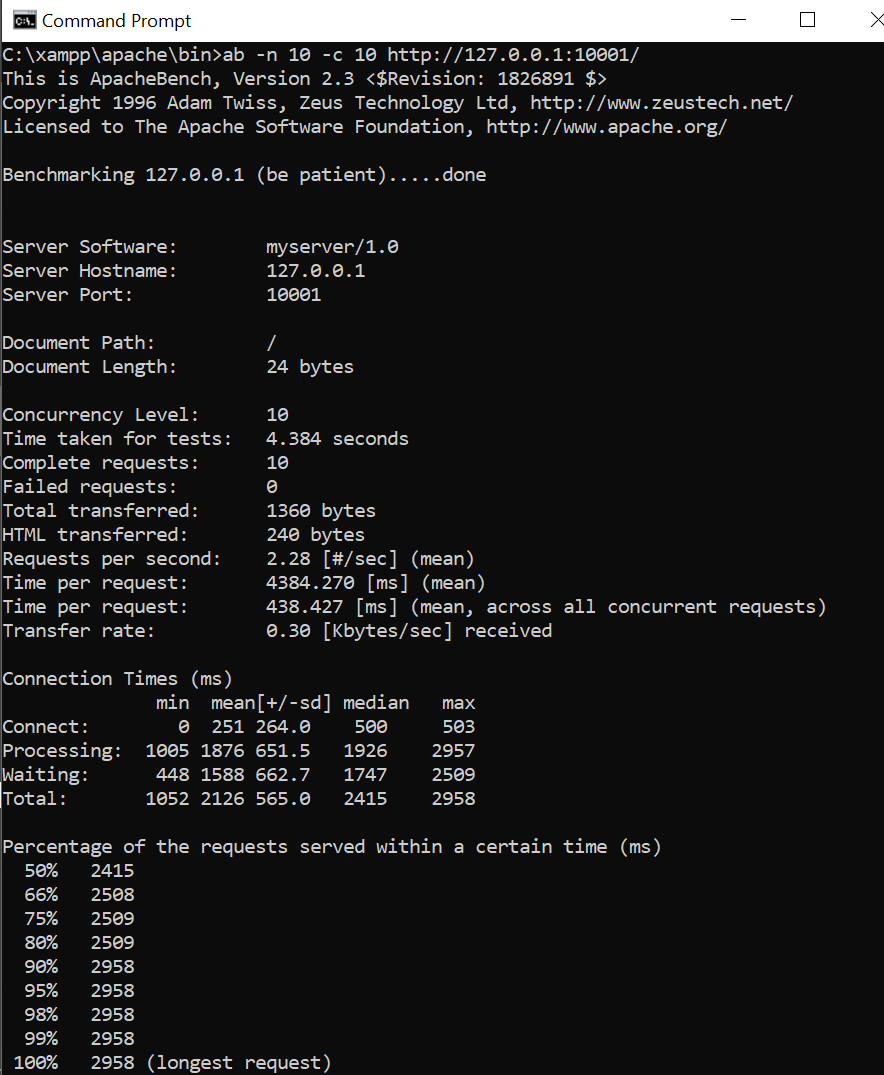 Command Prompt
C:\xampp\apache\bin>ab -n 10 -c 10 http://127.0.0.1:10001/
This is ApacheBench, Version 2.3 <$Revision: 1826891 $>
Copyright 1996 Adam Twiss, Zeus Technology Ltd, http://www.zeustech.net/
Licensed to The Apache Software Foundation, http://www.apache.org/

Benchmarking 127.0.0.1 (be patient).....done


Server Software:        myserver/1.0
Server Hostname:        127.0.0.1
Server Port:            10001

Document Path:          /
Document Length:        24 bytes

Concurrency Level:      10
Time taken for tests:   4.384 seconds
Complete requests:      10
Failed requests:        0
Total transferred:      1360 bytes
HTML transferred:       240 bytes
Requests per second:    2.28 [#/sec] (mean)
Time per request:       4384.270 [ms] (mean)
Time per request:       438.427 [ms] (mean, across all concurrent requests)
Transfer rate:          0.30 [Kbytes/sec] received

Connection Times (ms)
              min  mean[+/-sd] median   max
Connect:        0  251 264.0    500     503
Processing:  1005 1876 651.5   1926    2957
Waiting:      448 1588 662.7   1747    2509
Total:       1052 2126 565.0   2415    2958

Percentage of the requests served within a certain time (ms)
  50%   2415
  66%   2508
  75%   2509
  80%   2509
  90%   2958
  95%   2958
  98%   2958
  99%   2958
 100%   2958 (longest request)